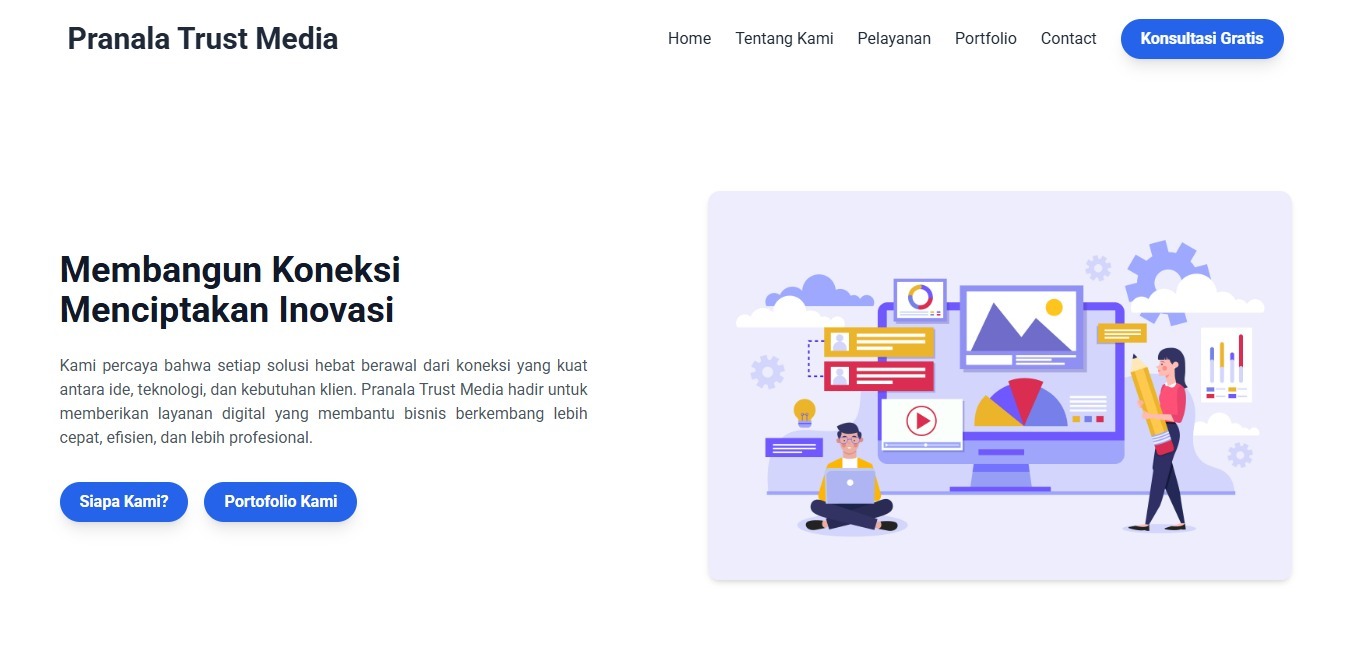 Pranala Trust Media
Home Tentang Kami Pelayanan Portfolio Contact Konsultasi Gratis
Membangun Koneksi
Menciptakan Inovasi
Kami percaya bahwa setiap solusi hebat berawal dari koneksi yang kuat
antara ide, teknologi, dan kebutuhan klien. Pranala Trust Media hadir untuk
memberikan layanan digital yang membantu bisnis berkembang lebih
cepat, efisien, dan lebih profesional.
Siapa Kami? Portofolio Kami